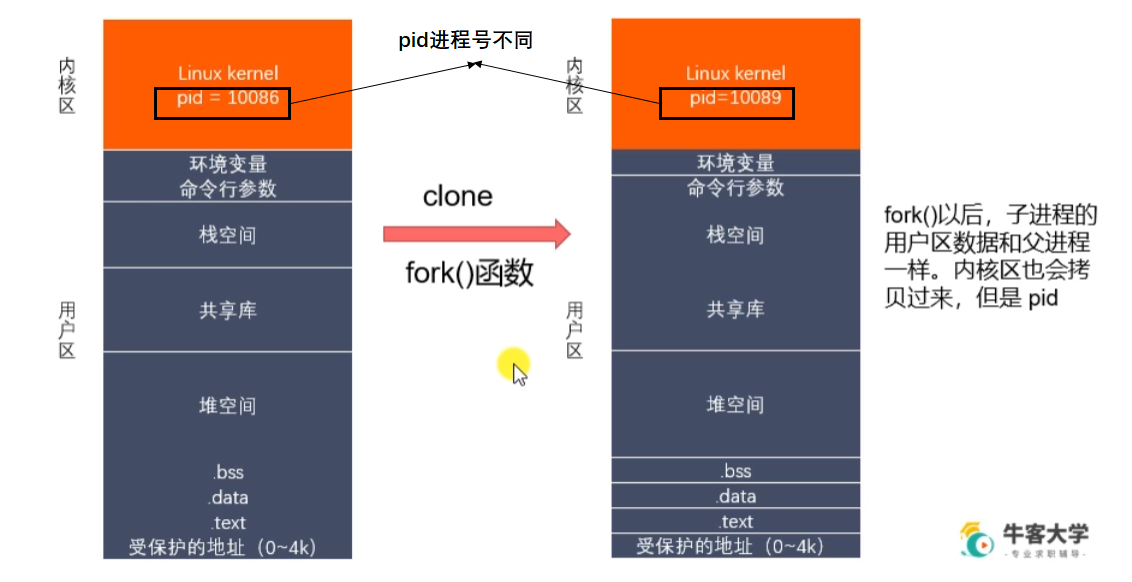 pid进程号不同
内核区
Linux kernel
pid = 10086
环境变量
命令行参数
栈空间
共享库
堆空间
.bss
.data
.text
受保护的地址（0~4k）
用户区
clone
fork()函数
内核区
Linux kernel
pid=10089
环境变量
命令行参数
栈空间
共享库
堆空间
.bss
.data
.text
受保护的地址（0~4k）
用户区
fork()以后，子进程的
用户区数据和父进程
一样。内核区也会拷
贝过来，但是 pid
牛客大学
-专业求职辅导-